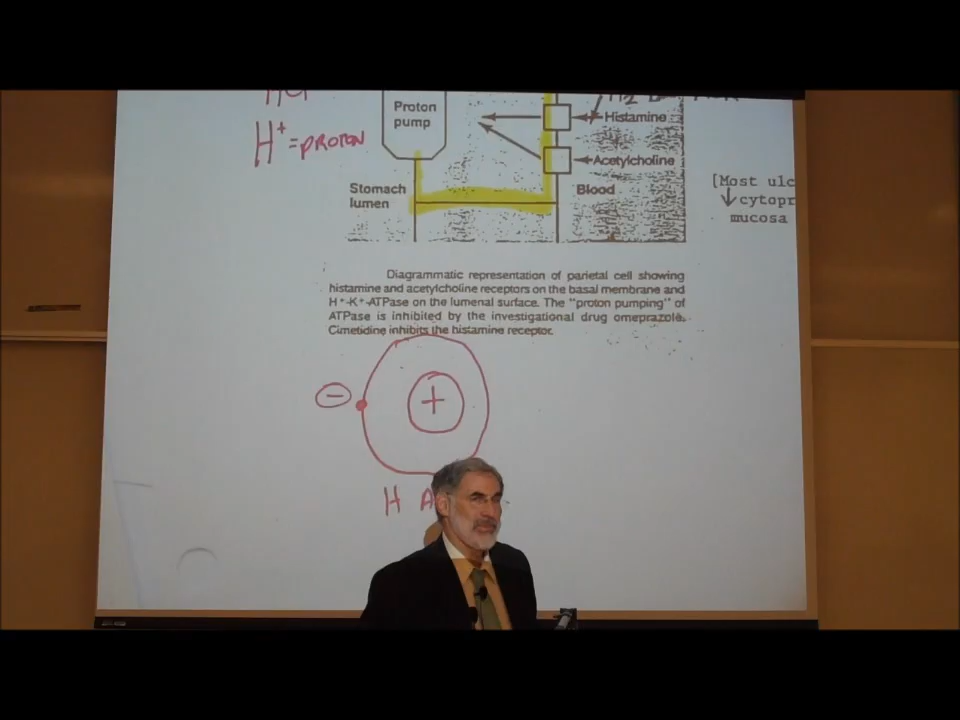 HCl
H⁺ = PROTON
Proton
pump
Histamine
Acetylcholine
Stomach
lumen
Blood
[Most ulc
↓ cytopr
mucosa
Diagrammatic representation of parietal cell showing
histamine and acetylcholine receptors on the basal membrane and
H⁺-K⁺-ATPase on the lumenal surface. The "proton pumping" of
ATPase is inhibited by the investigational drug omeprazole.
Cimetidine inhibits the histamine receptor.
−
+
H A